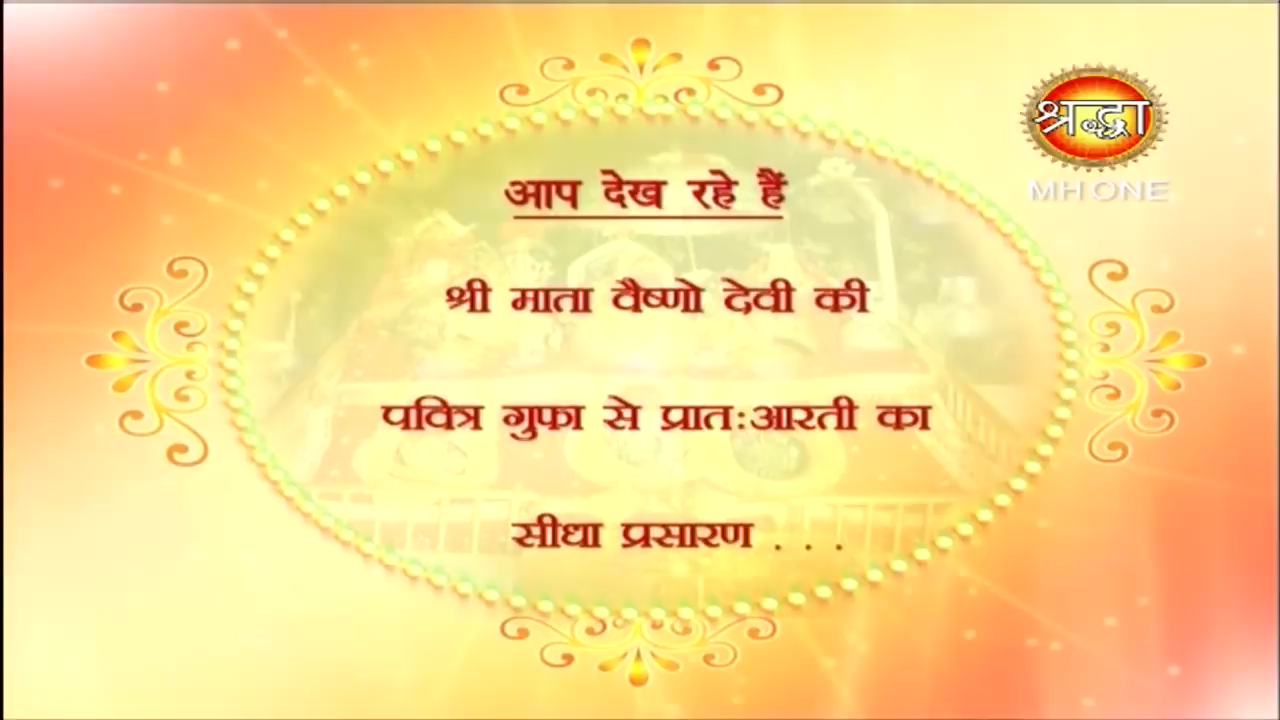 श्रद्धा
MH ONE
आप देख रहे हैं
श्री माता वैष्णो देवी की
पवित्र गुफा से प्रातःआरती का
सीधा प्रसारण . . .